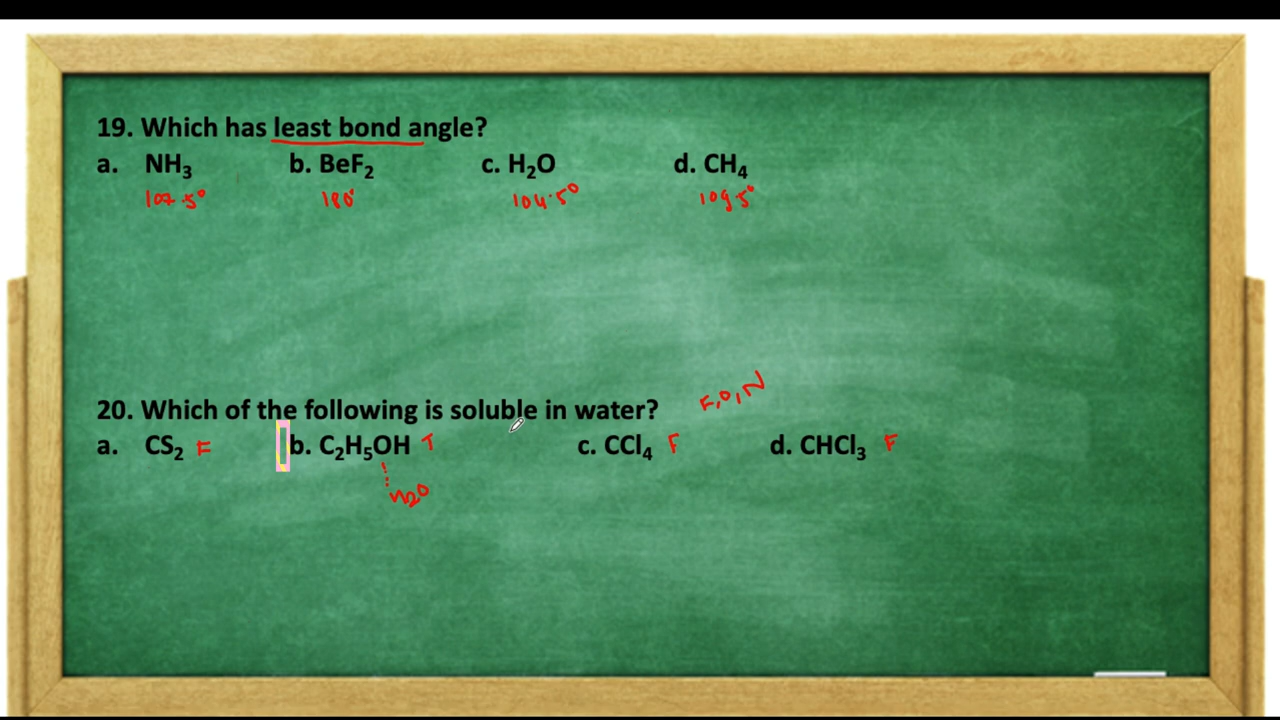 19. Which has least bond angle?
a. NH₃ b. BeF₂ c. H₂O d. CH₄
107.5° 180° 104.5° 109.5°
F, O, N
20. Which of the following is soluble in water?
a. CS₂ F b. C₂H₅OH T c. CCl₄ F d. CHCl₃ F
H₂O